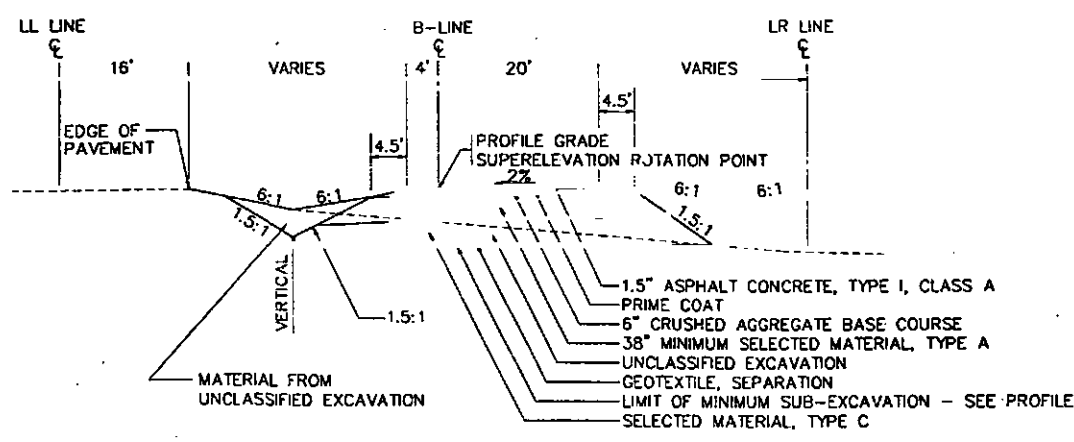 LL LINE
B-LINE
LR LINE
℄
℄
℄
16'
VARIES
4'
20'
VARIES
4.5'
EDGE OF
PAVEMENT
4.5'
PROFILE GRADE
SUPERELEVATION ROTATION POINT
2%
6:1
6:1
6:1
6:1
1.5:1
1.5:1
VERTICAL
1.5:1
1.5" ASPHALT CONCRETE, TYPE I, CLASS A
PRIME COAT
6" CRUSHED AGGREGATE BASE COURSE
38" MINIMUM SELECTED MATERIAL, TYPE A
UNCLASSIFIED EXCAVATION
GEOTEXTILE, SEPARATION
LIMIT OF MINIMUM SUB-EXCAVATION - SEE PROFILE
SELECTED MATERIAL, TYPE C
MATERIAL FROM
UNCLASSIFIED EXCAVATION